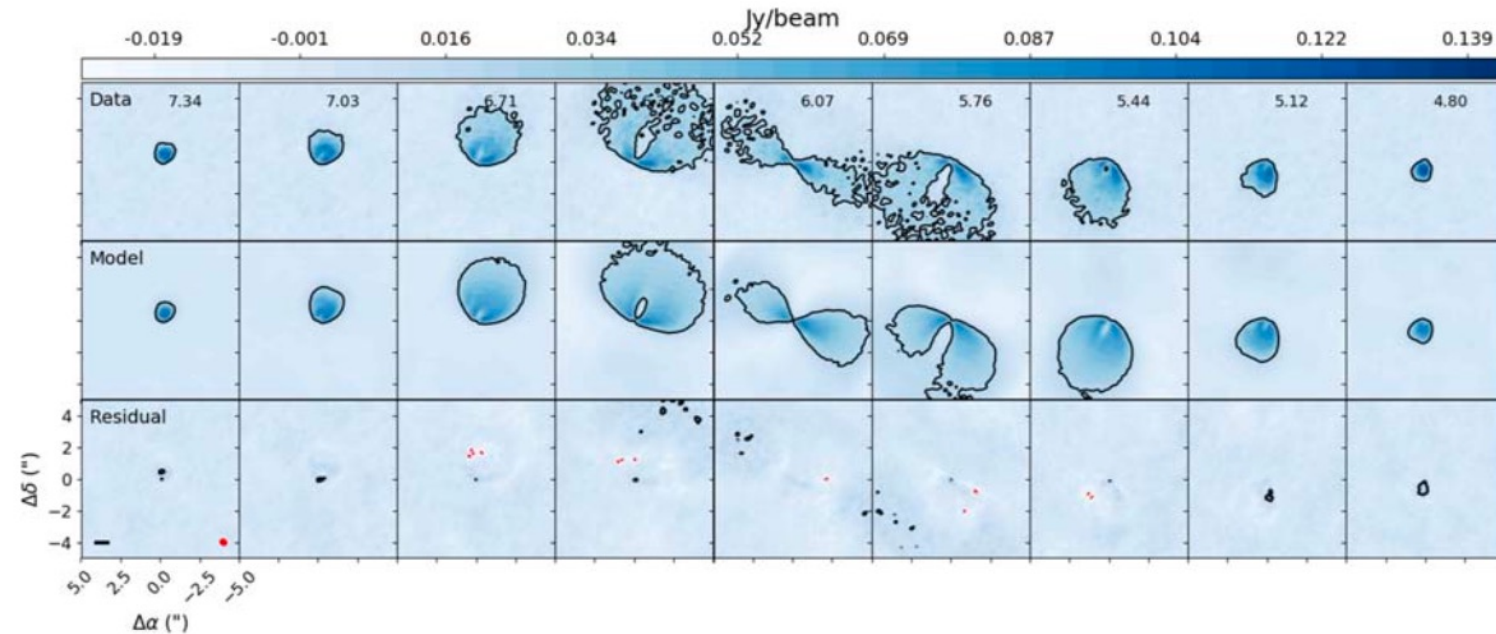 Jy/beam
-0.019 -0.001 0.016 0.034 0.052 0.069 0.087 0.104 0.122 0.139
Data 7.34 7.03 6.71 6.07 5.76 5.44 5.12 4.80
Model
Residual
4
2
0
−2
−4
Δδ (")
5.0 2.5 0.0 −2.5 −5.0
Δα (")